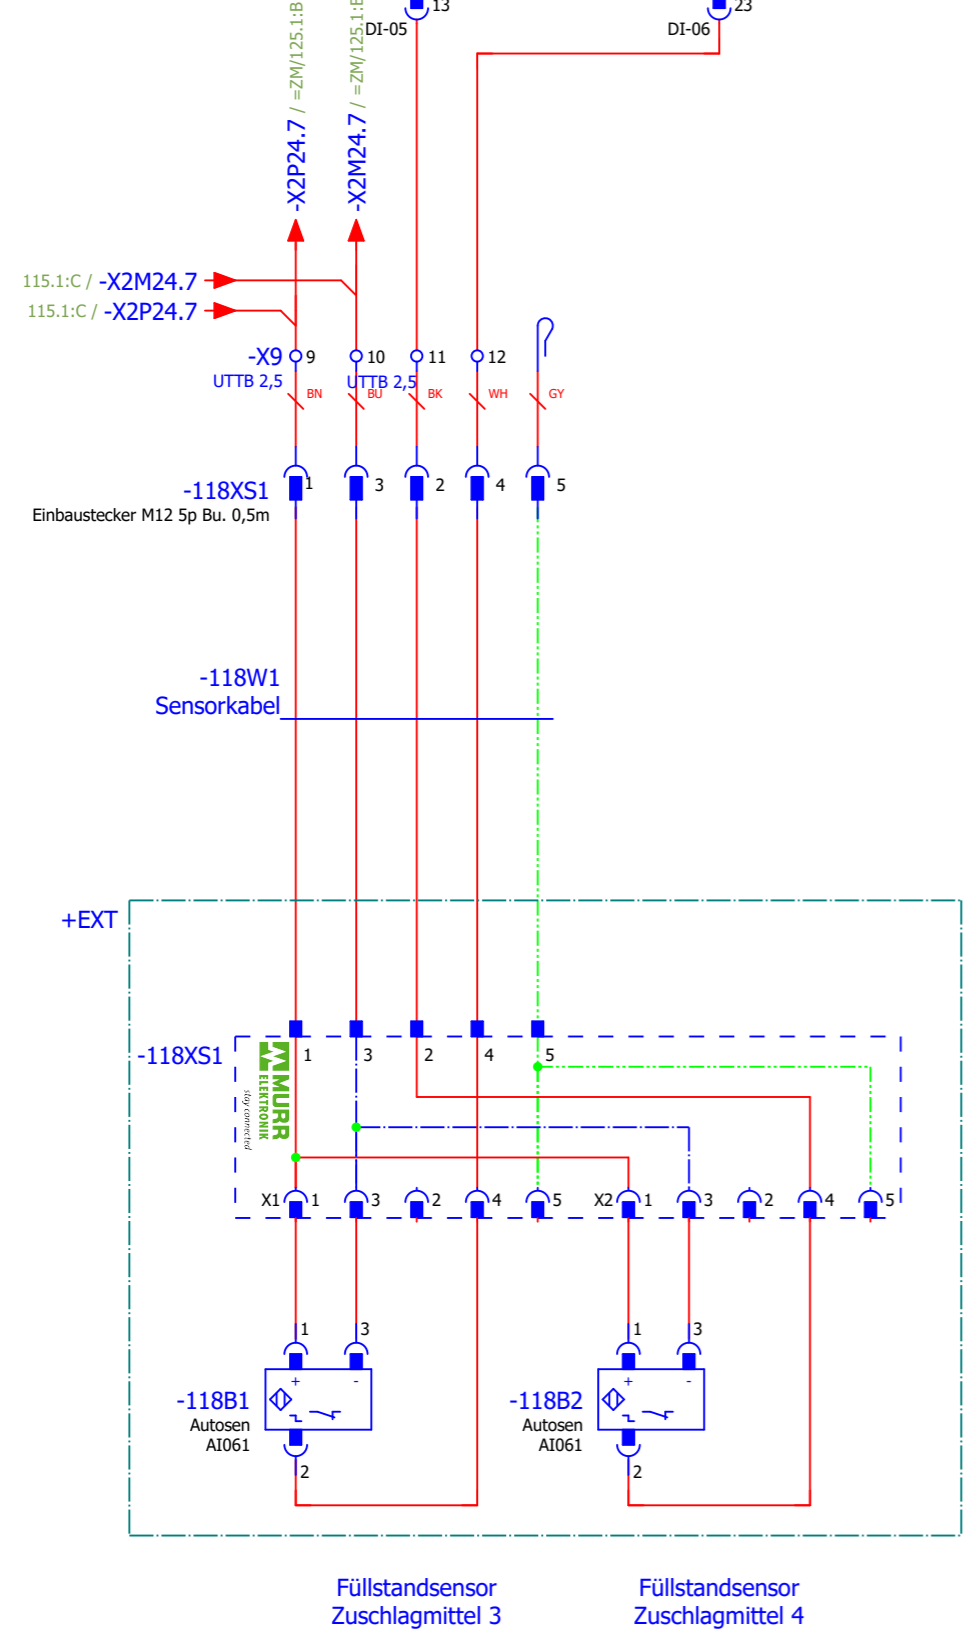 13
23
DI-05
DI-06
-X2P24.7 / =ZM/125.1:B
-X2M24.7 / =ZM/125.1:B
115.1:C / -X2M24.7
115.1:C / -X2P24.7
-X9 9 10 11 12
UTTB 2,5 UTTB 2,5
BN BU BK WH GY
-118XS1 1 3 2 4 5
Einbaustecker M12 5p Bu. 0,5m
-118W1
Sensorkabel
+EXT
-118XS1 1 3 2 4 5
MURR
ELEKTRONIK
stay connected
X1 1 3 2 4 5 X2 1 3 2 4 5
1 3 1 3
+ - + -
-118B1
Autosen
AI061
2
-118B2
Autosen
AI061
2
Füllstandsensor
Zuschlagmittel 3
Füllstandsensor
Zuschlagmittel 4